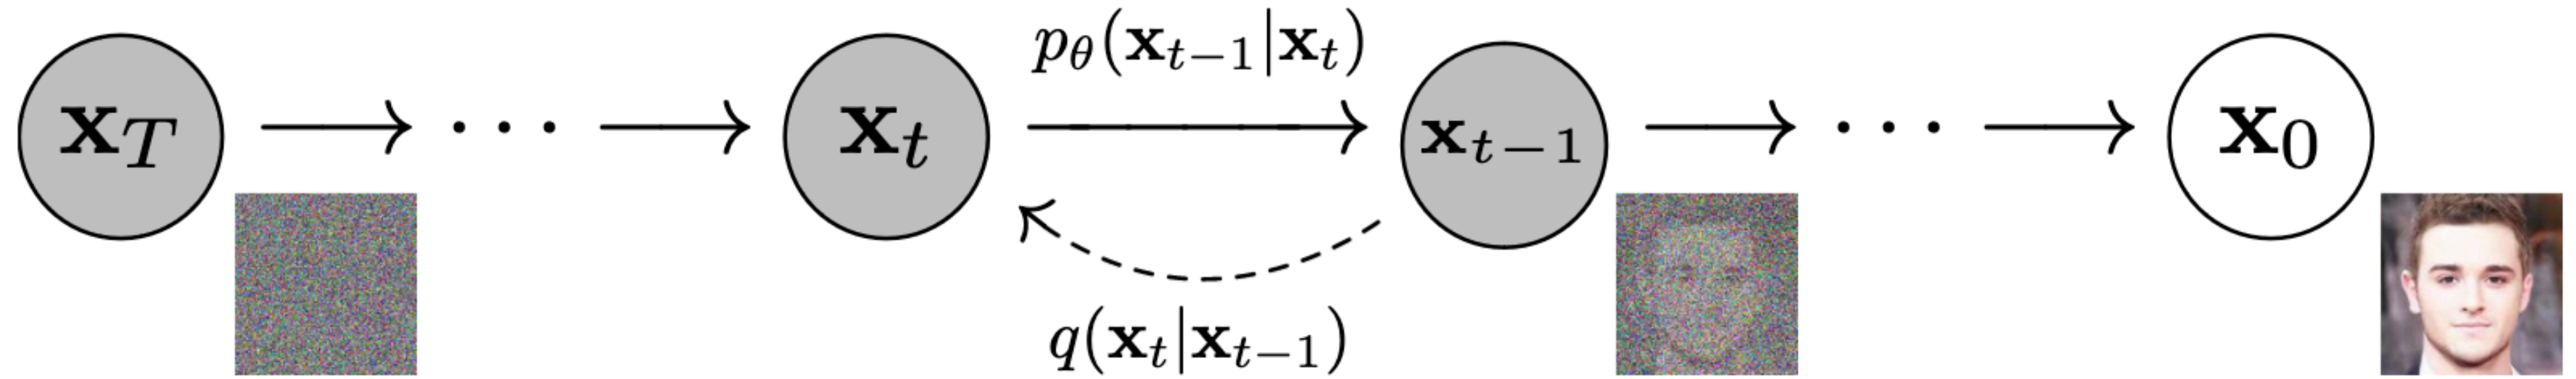 p_θ(x_{t−1}|x_t)
x_T → ··· → x_t → x_{t−1} → ··· → x_0
q(x_t|x_{t−1})